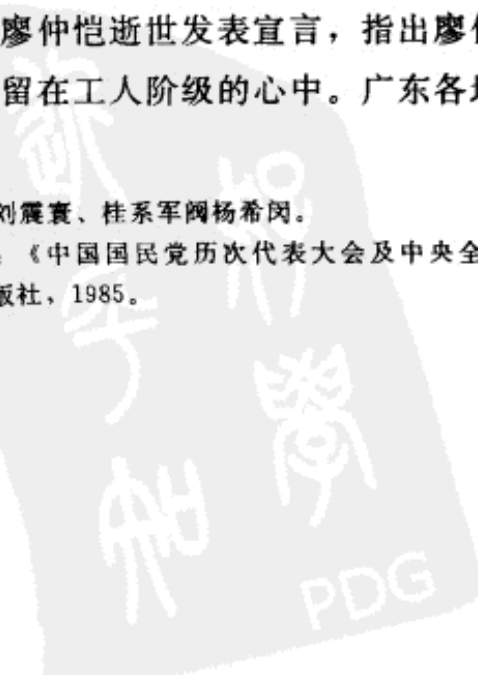 廖仲恺逝世发表宣言，指出廖
留在工人阶级的心中。广东各
刘震寰、桂系军阀杨希闵。
《中国国民党历次代表大会及中央全
版社，1985。
PDG